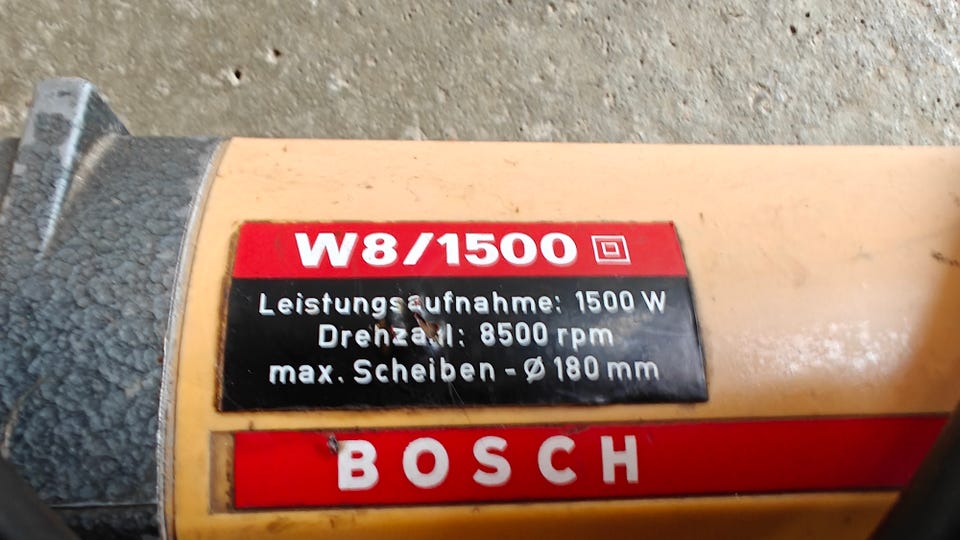 W8/1500
Leistungsaufnahme: 1500 W
Drehzahl: 8500 rpm
max. Scheiben - Ø 180 mm
BOSCH